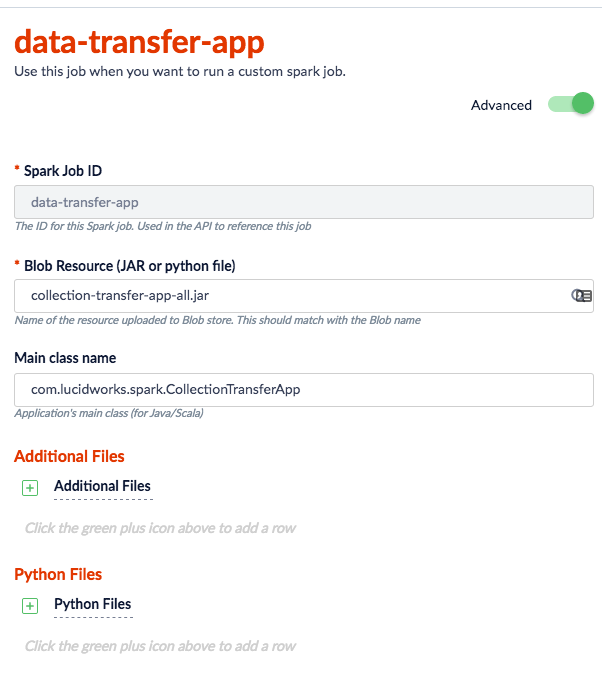 data-transfer-app
Use this job when you want to run a custom spark job.
Advanced
* Spark Job ID
data-transfer-app
The ID for this Spark job. Used in the API to reference this job
* Blob Resource (JAR or python file)
collection-transfer-app-all.jar
Name of the resource uploaded to Blob store. This should match with the Blob name
Main class name
com.lucidworks.spark.CollectionTransferApp
Application's main class (for Java/Scala)
Additional Files
Additional Files
Click the green plus icon above to add a row
Python Files
Python Files
Click the green plus icon above to add a row